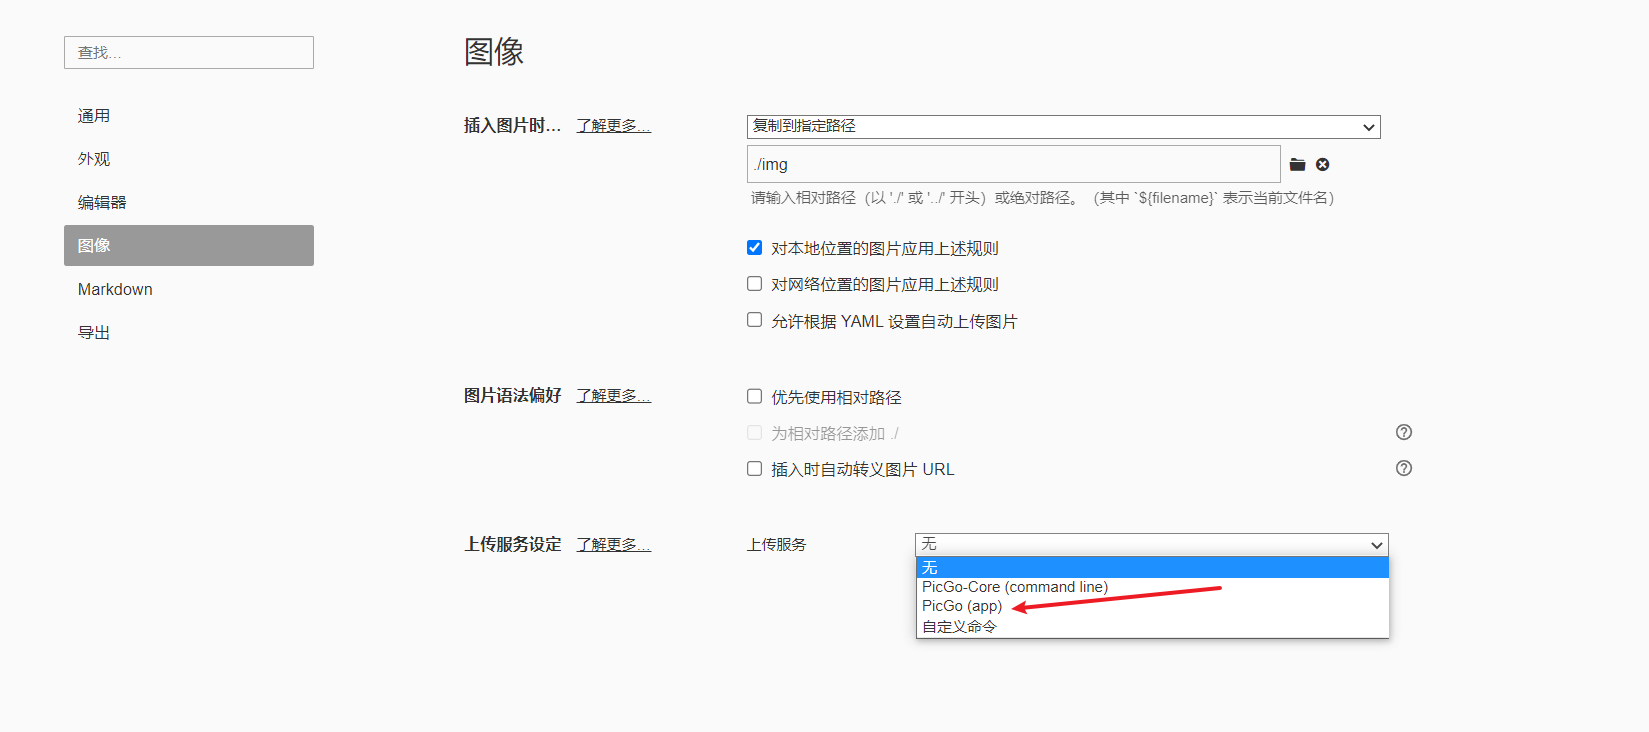 查找...
通用
外观
编辑器
图像
Markdown
导出
图像
插入图片时... 了解更多...
复制到指定路径
./img
请输入相对路径（以 './' 或 '../' 开头）或绝对路径。（其中 `${filename}` 表示当前文件名）
对本地位置的图片应用上述规则
对网络位置的图片应用上述规则
允许根据 YAML 设置自动上传图片
图片语法偏好 了解更多...
优先使用相对路径
为相对路径添加 ./
插入时自动转义图片 URL
上传服务设定 了解更多...
上传服务
无
无
PicGo-Core (command line)
PicGo (app)
自定义命令